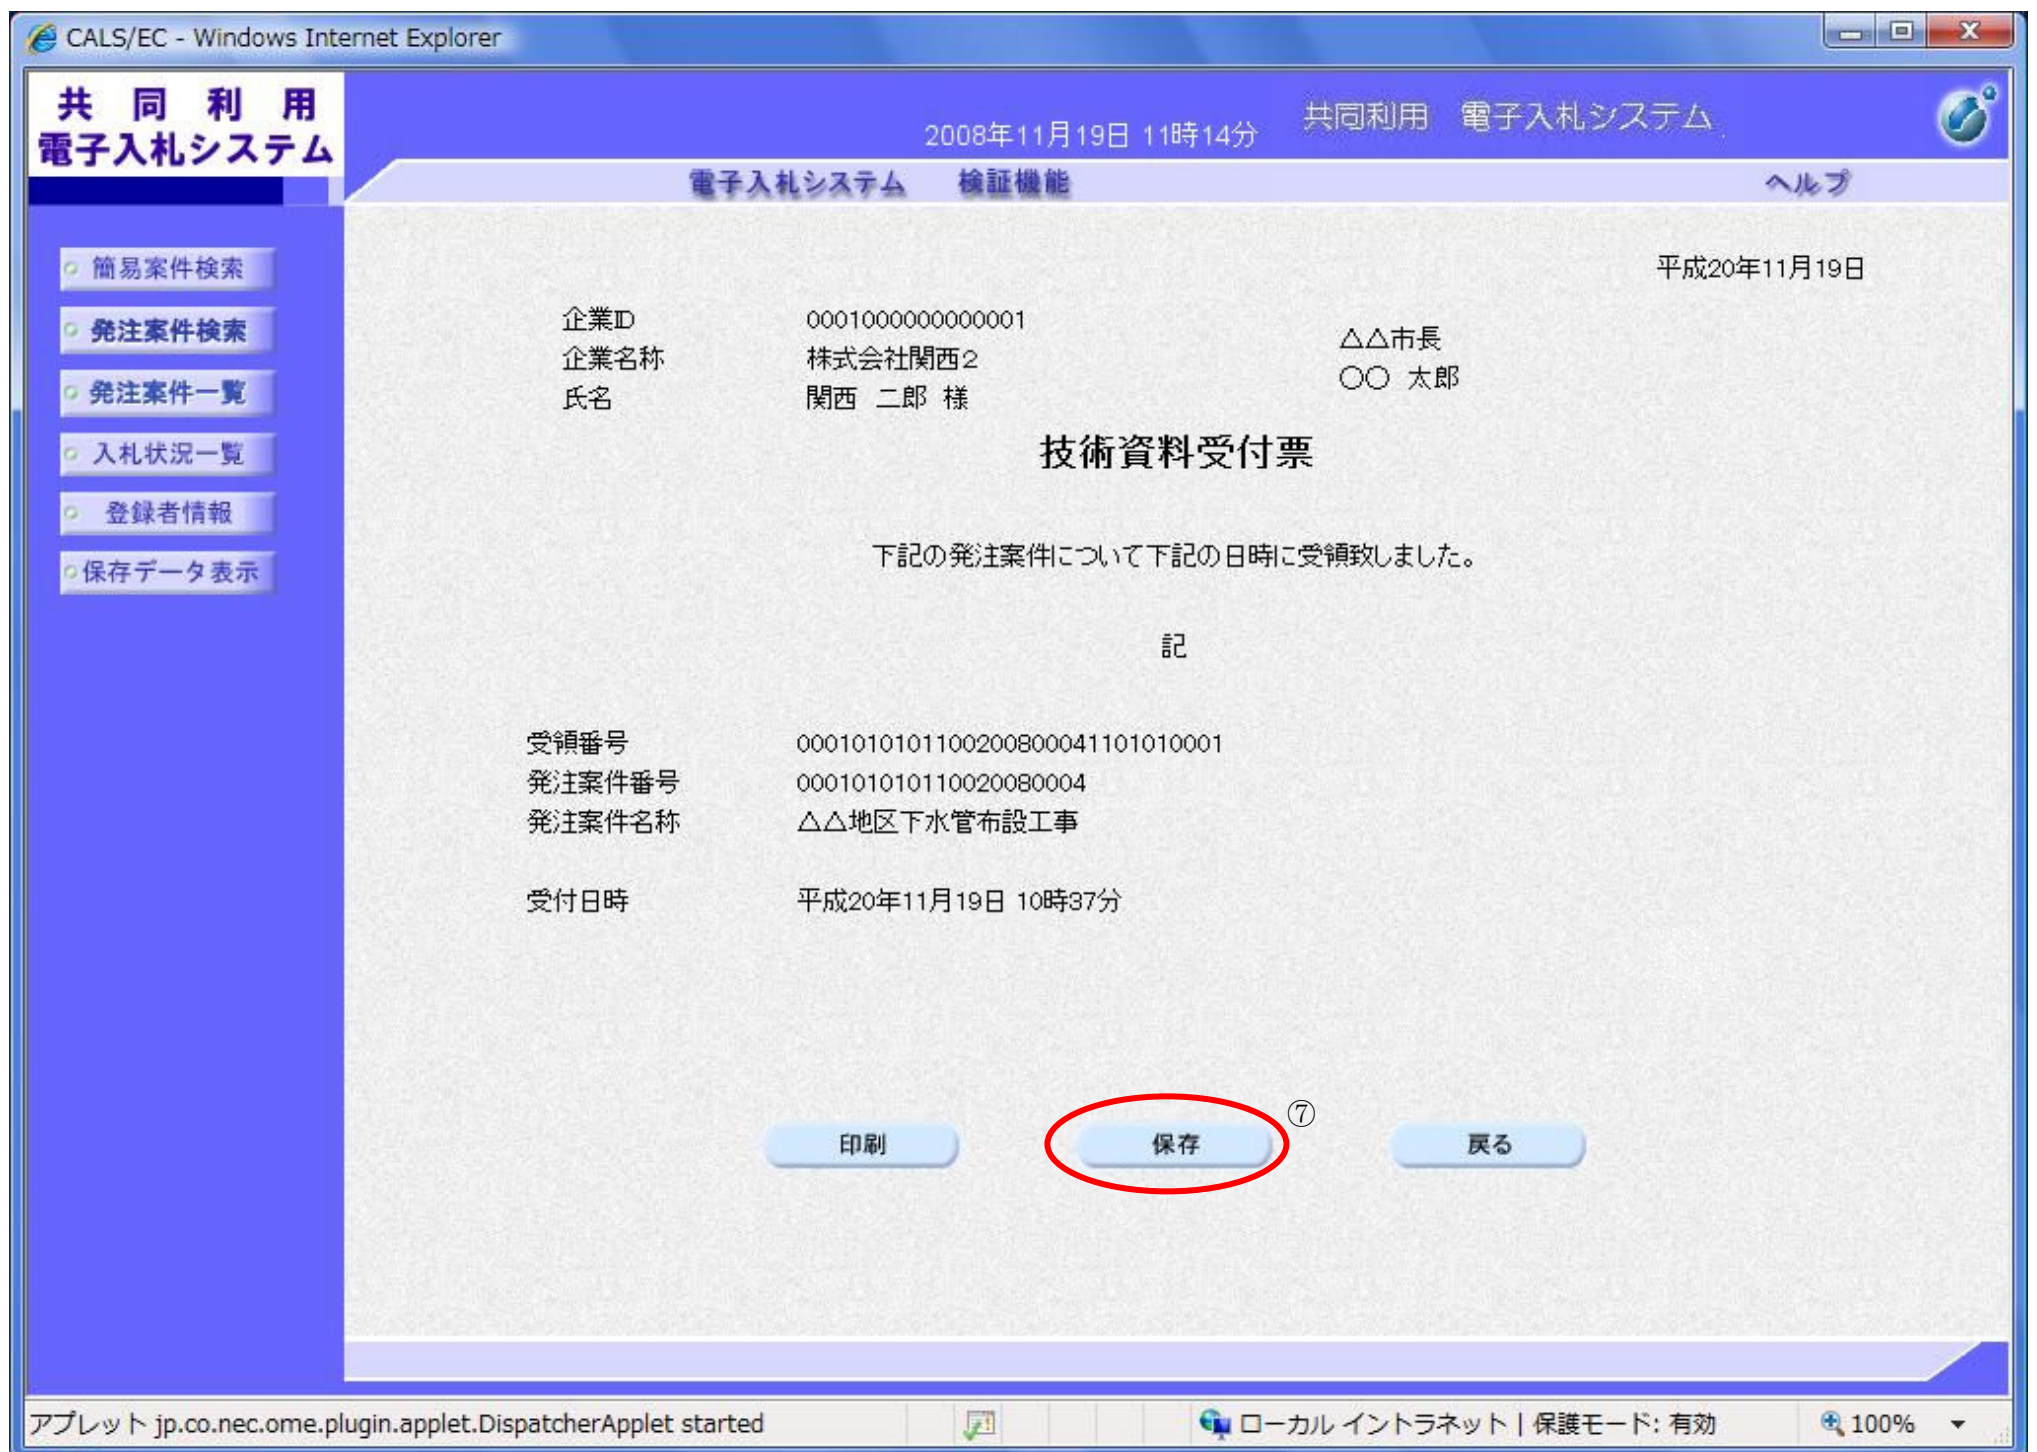 CALS/EC - Windows Internet Explorer
共 同 利 用
電子入札システム
2008年11月19日 11時14分
共同利用 電子入札システム
電子入札システム 検証機能 ヘルプ
簡易案件検索
発注案件検索
発注案件一覧
入札状況一覧
登録者情報
保存データ表示
平成20年11月19日
企業ID 0001000000000001
企業名称 株式会社関西2
氏名 関西 二郎 様
△△市長
〇〇 太郎
技術資料受付票
下記の発注案件について下記の日時に受領致しました。
記
受領番号 000101010110020080004110101​0001
発注案件番号 000101010110020080004
発注案件名称 △△地区下水管布設工事
受付日時 平成20年11月19日 10時37分
印刷 保存 ⑦ 戻る
アプレット jp.co.nec.ome.plugin.applet.DispatcherApplet started
ローカル イントラネット | 保護モード: 有効
100%